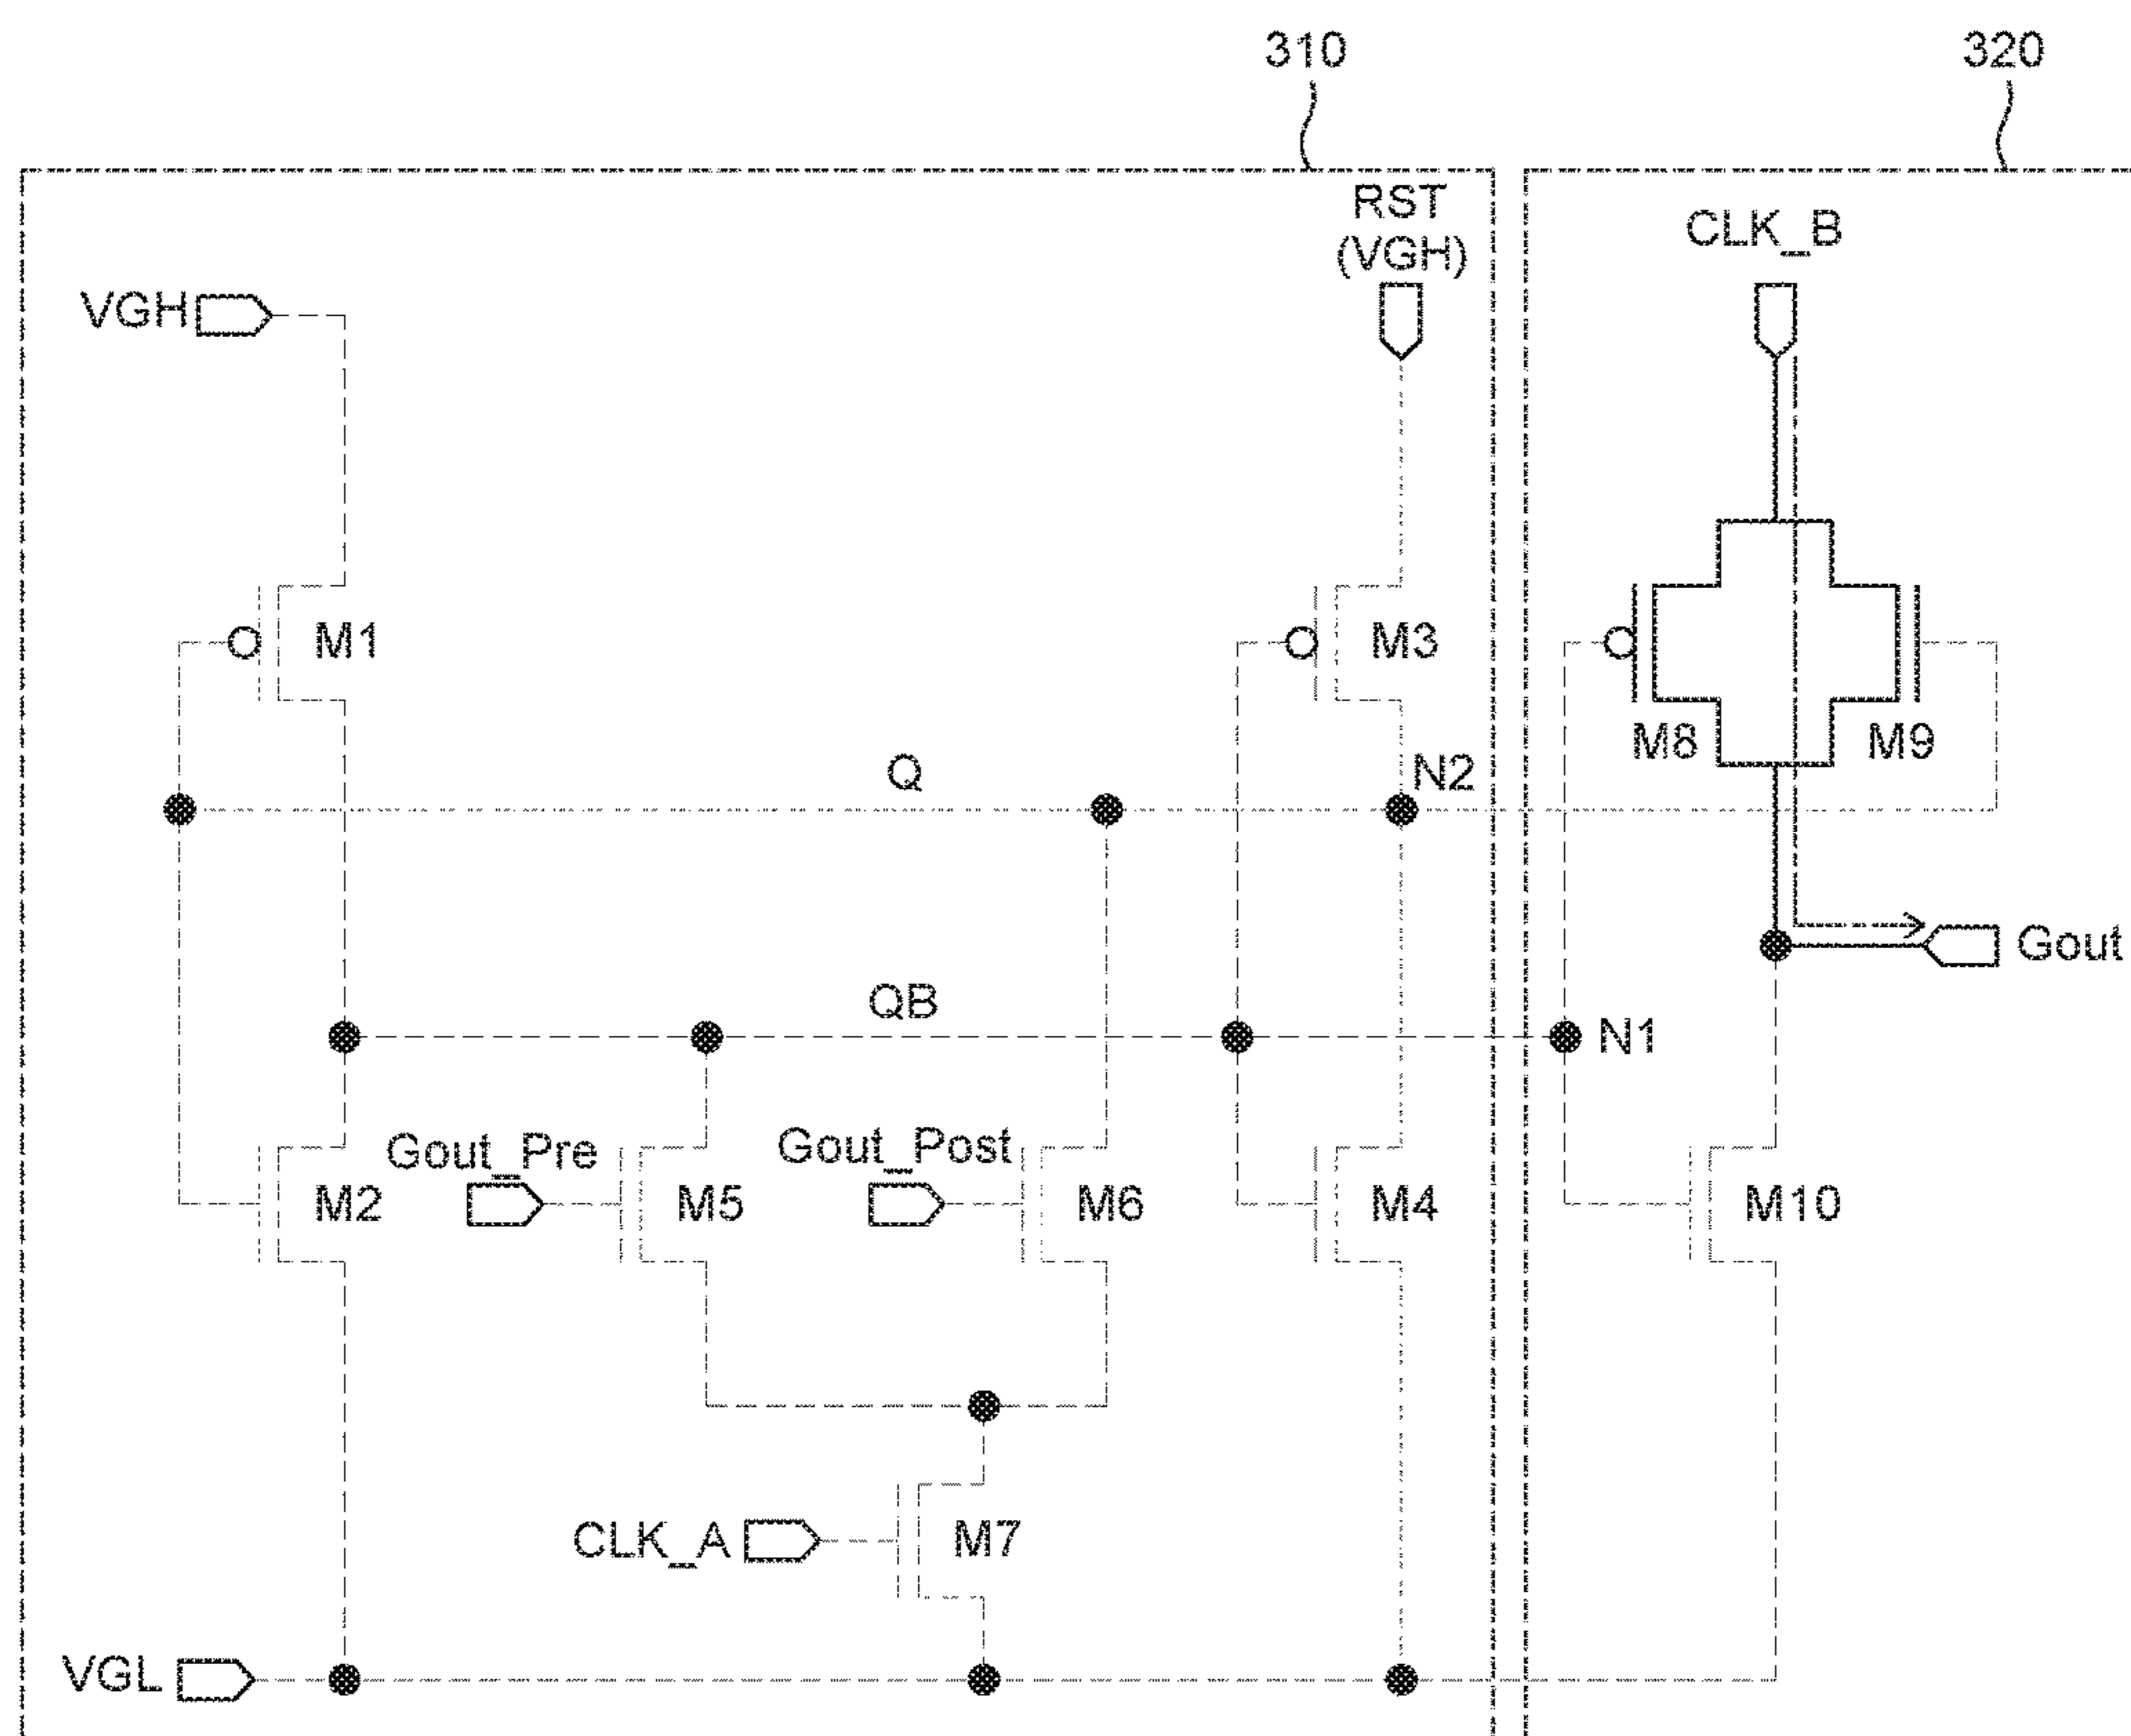 310
320
RST
(VGH)
CLK_B
VGH
M1
M3
M8
M9
Q
N2
Gout
QB
N1
Gout_Pre
Gout_Post
M2
M5
M6
M4
M10
CLK_A
M7
VGL